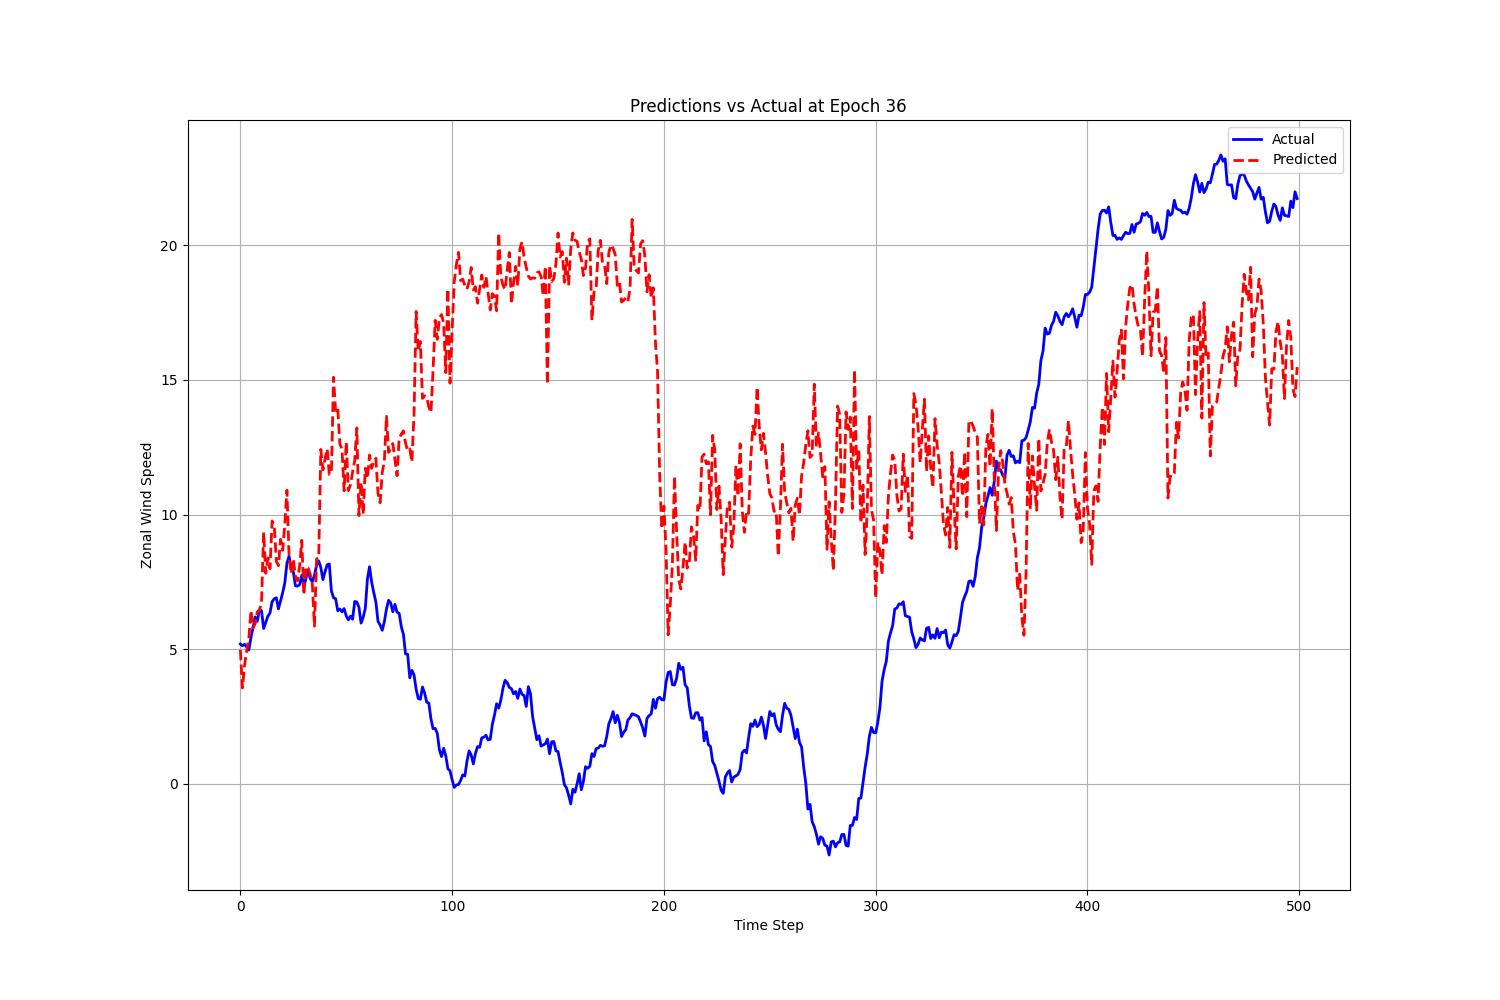 Predictions vs Actual at Epoch 36
Actual
Predicted
Zonal Wind Speed
20
15
10
5
0
0 100 200 300 400 500
Time Step